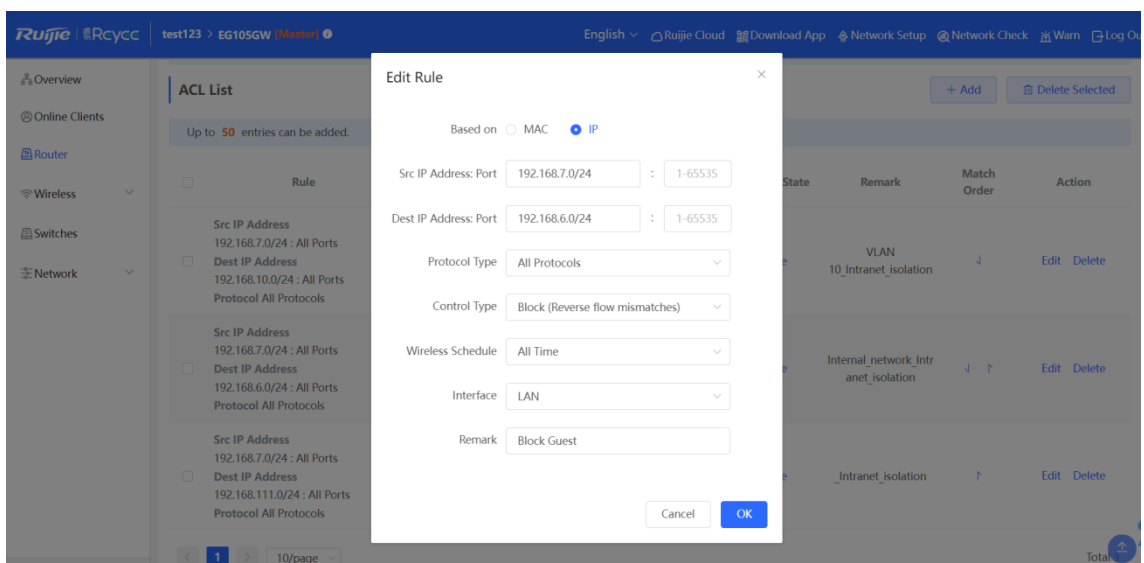 Ruijie | Rcycc test123 > EG105GW [Master] English Ruijie Cloud Download App Network Setup Network Check Warn Log Ou
Overview
Online Clients
Router
Wireless
Switches
Network
ACL List
+ Add Delete Selected
Up to 50 entries can be added.
Rule State Remark Match Order Action
Src IP Address
192.168.7.0/24 : All Ports
Dest IP Address
192.168.10.0/24 : All Ports
Protocol All Protocols
VLAN
10_Intranet_isolation
Edit Delete
Src IP Address
192.168.7.0/24 : All Ports
Dest IP Address
192.168.6.0/24 : All Ports
Protocol All Protocols
Internal_network_Intr
anet_isolation
Edit Delete
Src IP Address
192.168.7.0/24 : All Ports
Dest IP Address
192.168.111.0/24 : All Ports
Protocol All Protocols
_Intranet_isolation
Edit Delete
< 1 > 10/page
Total
Edit Rule ×
Based on MAC IP
Src IP Address: Port 192.168.7.0/24 : 1-65535
Dest IP Address: Port 192.168.6.0/24 : 1-65535
Protocol Type All Protocols
Control Type Block (Reverse flow mismatches)
Wireless Schedule All Time
Interface LAN
Remark Block Guest
Cancel OK